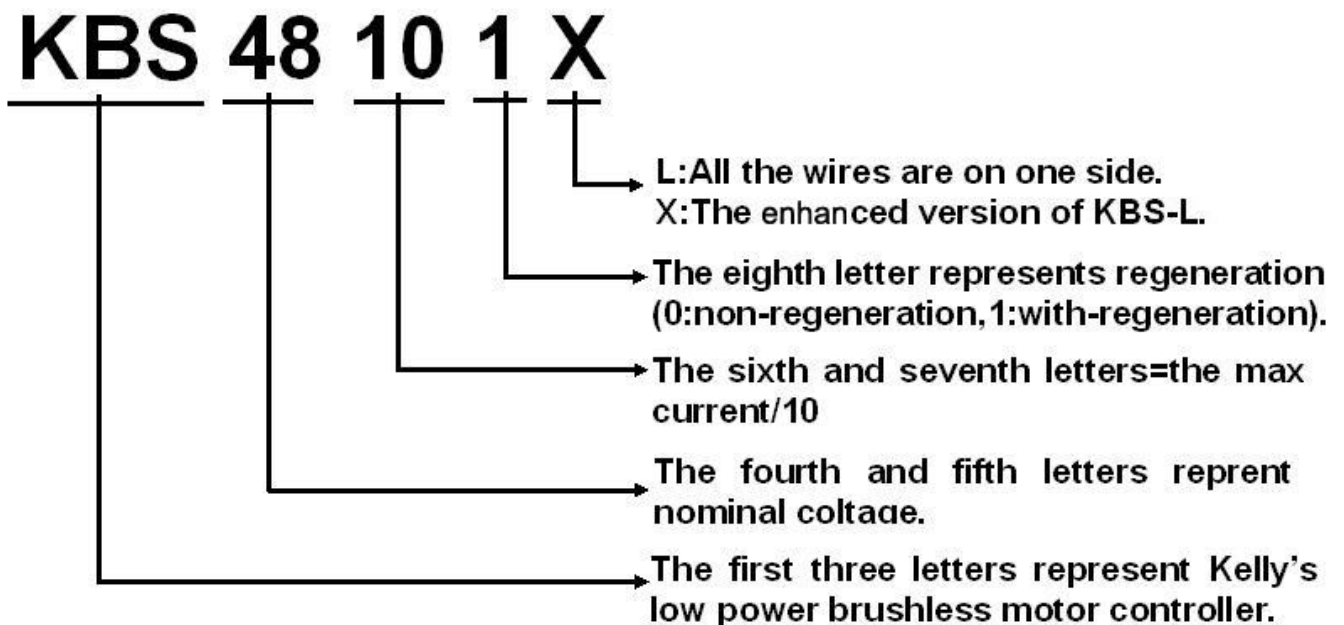 KBS 48 10 1 X
L:All the wires are on one side.
X:The enhanced version of KBS-L.
The eighth letter represents regeneration
(0:non-regeneration,1:with-regeneration).
The sixth and seventh letters=the max
current/10
The fourth and fifth letters reprent
nominal coltage.
The first three letters represent Kelly's
low power brushless motor controller.